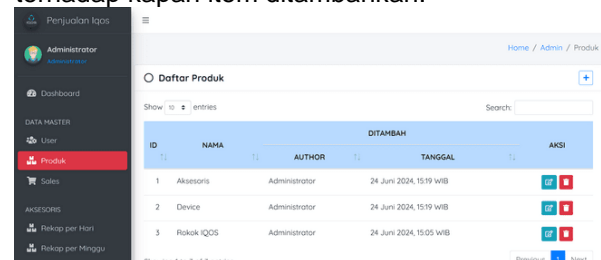 terhadap kapan item ditambahkan.
Penjualan Iqos
Administrator
Administrator
Home / Admin / Produk
Daftar Produk
Dashboard
Show 10 entries
Search:
DATA MASTER
User
Produk
Sales
AKSESORIS
Rekap per Hari
Rekap per Minggu
ID NAMA DITAMBAH AKSI
AUTHOR TANGGAL
1 Aksesoris Administrator 24 Juni 2024, 15:19 WIB
2 Device Administrator 24 Juni 2024, 15:19 WIB
3 Rokok IQOS Administrator 24 Juni 2024, 15:05 WIB
Previous 1 Next